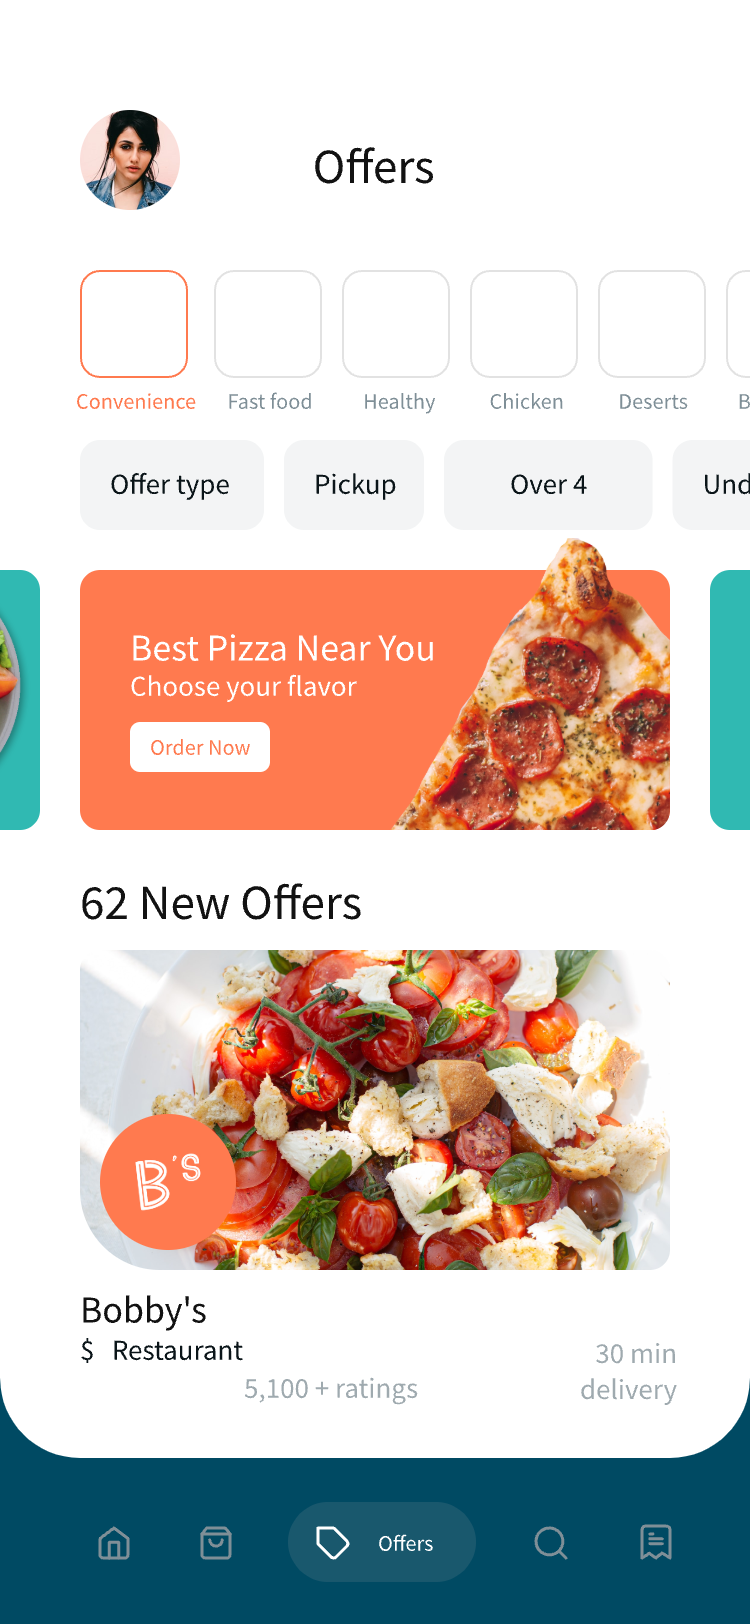 Offers
Convenience
Fast food
Healthy
Chicken
Deserts
B
Offer type
Pickup
Over 4
Und
Best Pizza Near You
Choose your flavor
Order Now
62 New Offers
B's
Bobby's
$ Restaurant
5,100 + ratings
30 min
delivery
Offers